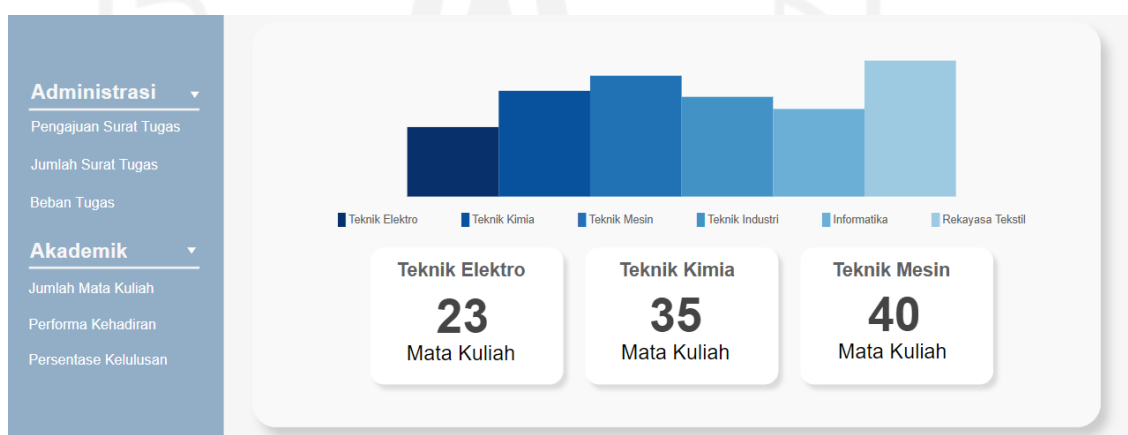 Administrasi
Pengajuan Surat Tugas
Jumlah Surat Tugas
Beban Tugas
Akademik
Jumlah Mata Kuliah
Performa Kehadiran
Persentase Kelulusan
Teknik Elektro Teknik Kimia Teknik Mesin Teknik Industri Informatika Rekayasa Tekstil
Teknik Elektro
23
Mata Kuliah
Teknik Kimia
35
Mata Kuliah
Teknik Mesin
40
Mata Kuliah